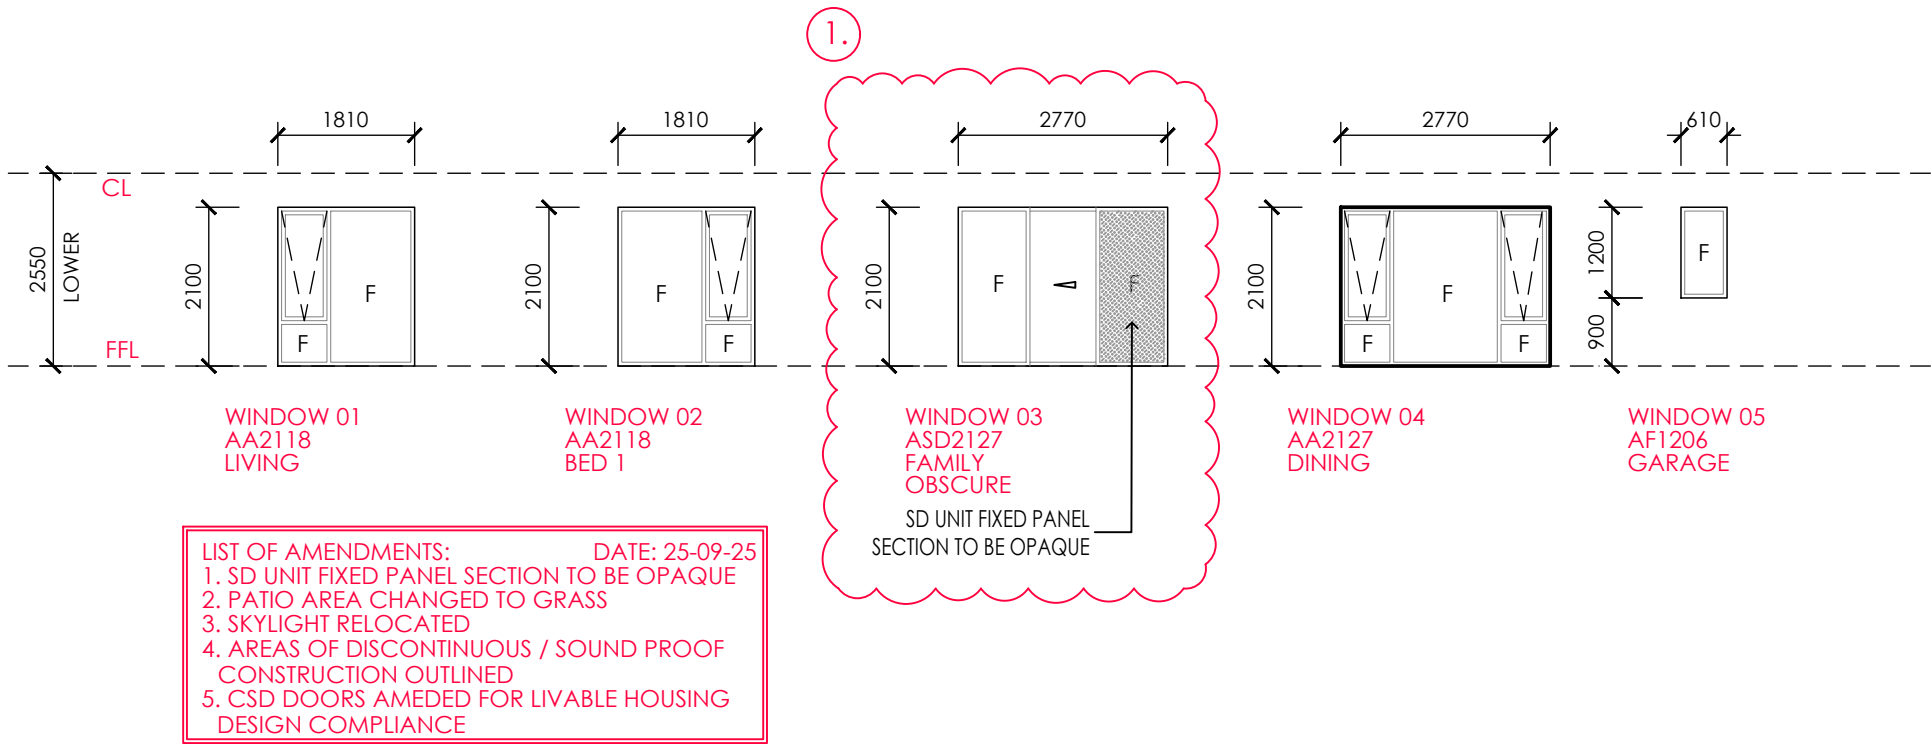 1.
1810
1810
2770
2770
610
CL
2550
LOWER
2100
2100
2100
2100
1200
900
F
F
F
F
F
F
F
F
F
F
FFL
WINDOW 01
AA2118
LIVING
WINDOW 02
AA2118
BED 1
WINDOW 03
ASD2127
FAMILY
OBSCURE
SD UNIT FIXED PANEL
SECTION TO BE OPAQUE
WINDOW 04
AA2127
DINING
WINDOW 05
AF1206
GARAGE
LIST OF AMENDMENTS: DATE: 25-09-25
1. SD UNIT FIXED PANEL SECTION TO BE OPAQUE
2. PATIO AREA CHANGED TO GRASS
3. SKYLIGHT RELOCATED
4. AREAS OF DISCONTINUOUS / SOUND PROOF
CONSTRUCTION OUTLINED
5. CSD DOORS AMEDED FOR LIVABLE HOUSING
DESIGN COMPLIANCE